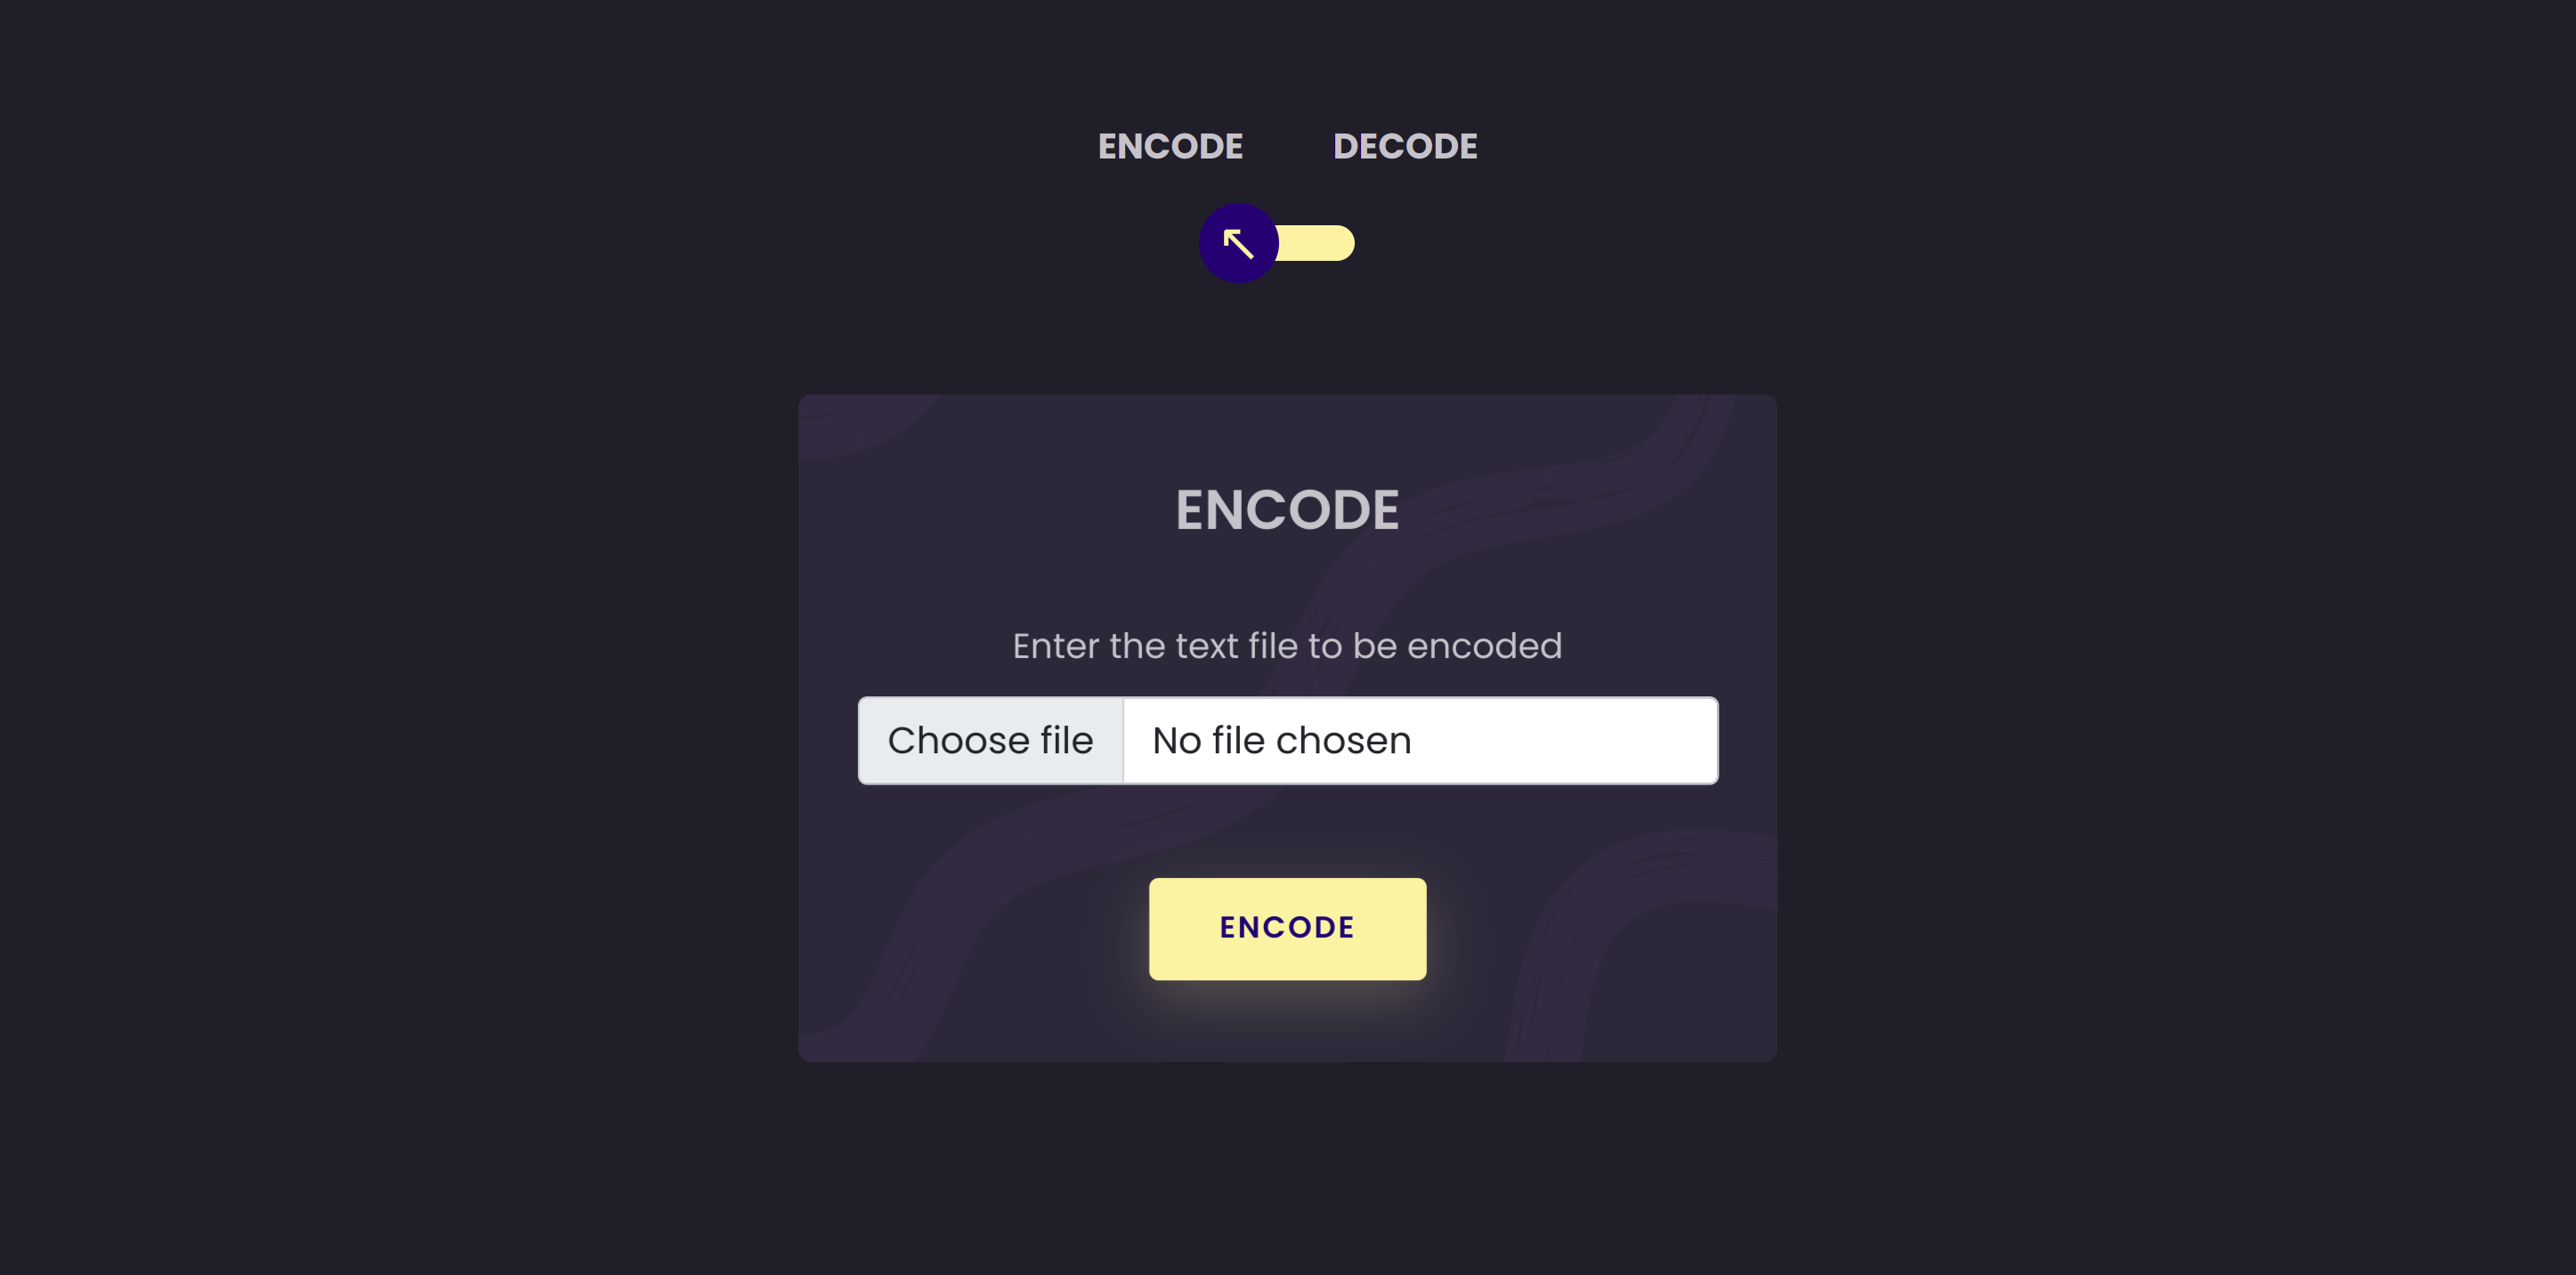 ENCODE DECODE
ENCODE
Enter the text file to be encoded
Choose file No file chosen
ENCODE